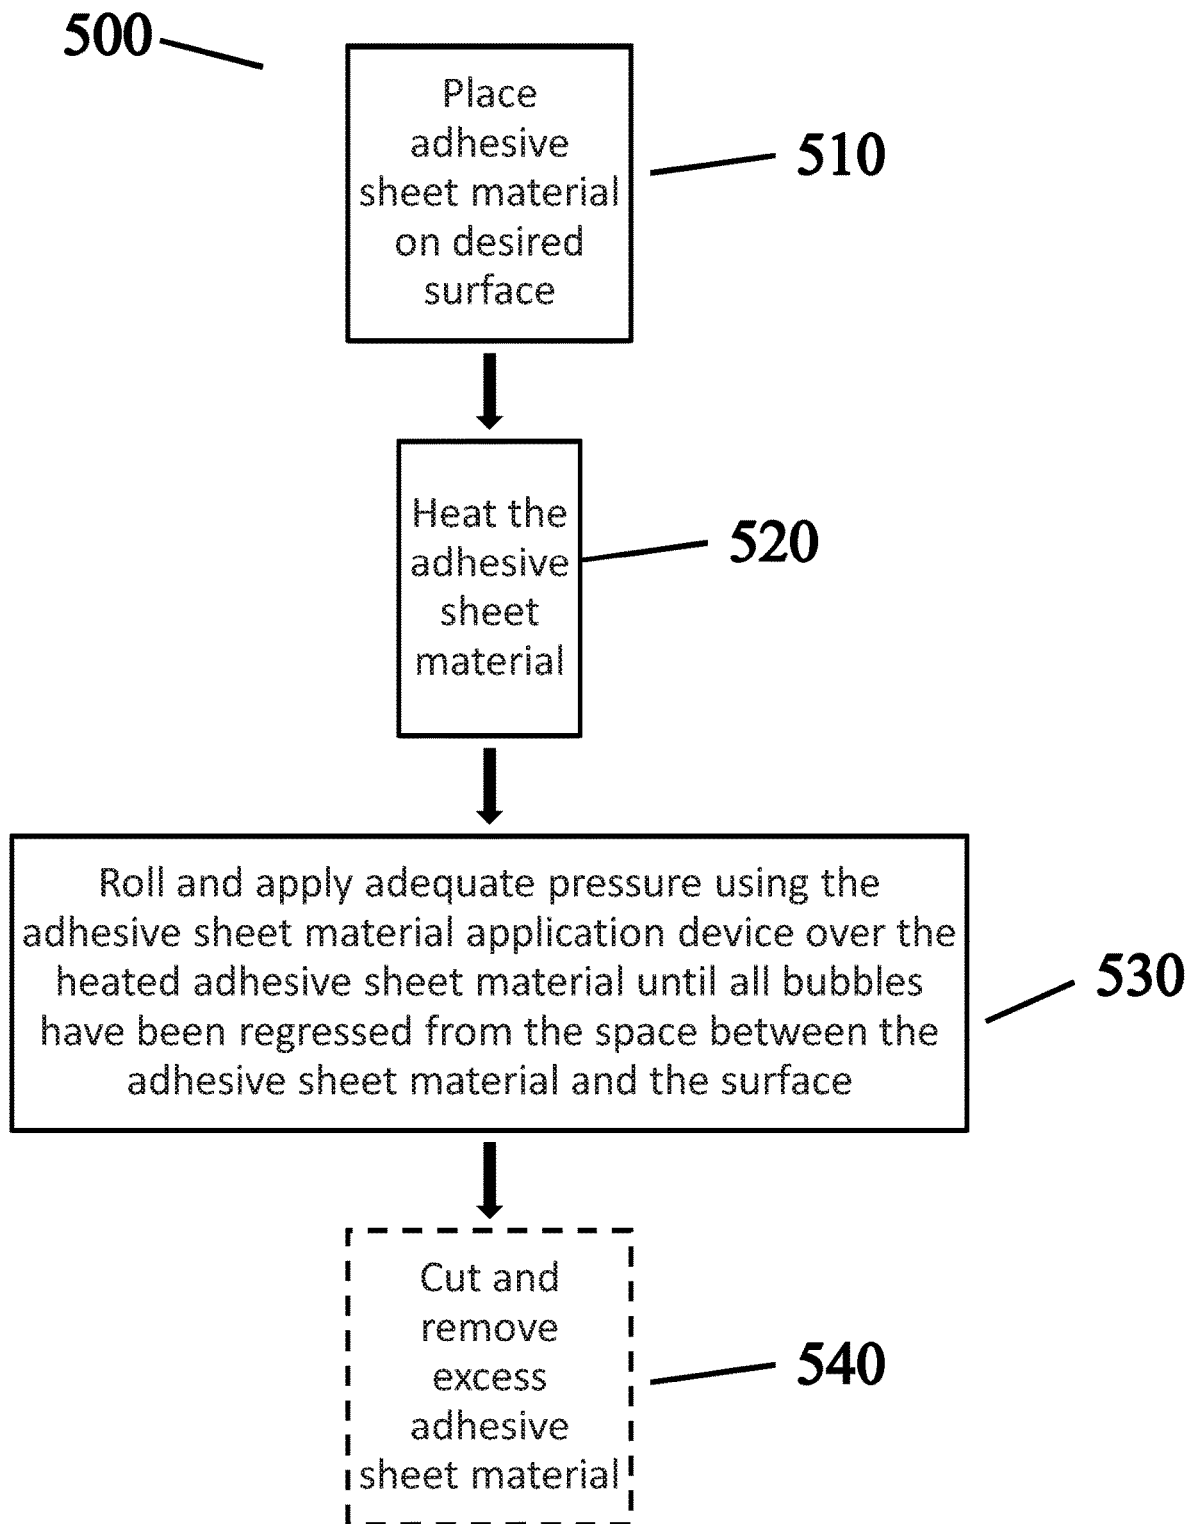 500
Place
adhesive
sheet material
on desired
surface
510
Heat the
adhesive
sheet
material
520
Roll and apply adequate pressure using the
adhesive sheet material application device over the
heated adhesive sheet material until all bubbles
have been regressed from the space between the
adhesive sheet material and the surface
530
Cut and
remove
excess
adhesive
sheet material
540